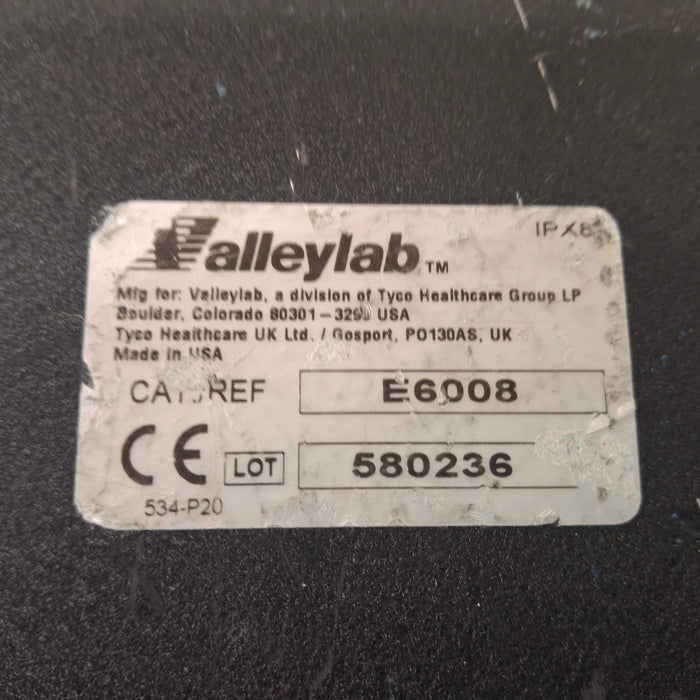 Valleylab™
IPX8
Mfg for: Valleylab, a division of Tyco Healthcare Group LP
Boulder, Colorado 80301-3299 USA
Tyco Healthcare UK Ltd. / Gosport, PO130AS, UK
Made in USA
CAT/REF E6008
CE LOT 580236
534-P20